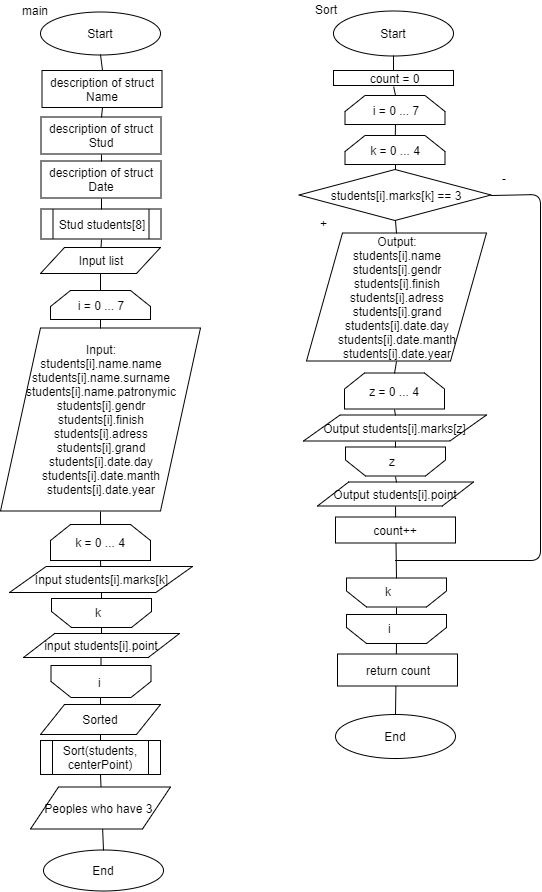 main
Start
description of struct
Name
description of struct
Stud
description of struct
Date
Stud students[8]
Input list
i = 0 ... 7
Input:
students[i].name.name
students[i].name.surname
students[i].name.patronymic
students[i].gendr
students[i].finish
students[i].adress
students[i].grand
students[i].date.day
students[i].date.manth
students[i].date.year
k = 0 ... 4
Input students[i].marks[k]
k
input students[i].point
i
Sorted
Sort(students,
centerPoint)
Peoples who have 3
End
Sort
Start
count = 0
i = 0 ... 7
k = 0 ... 4
students[i].marks[k] == 3
-
+
Output:
students[i].name
students[i].gendr
students[i].finish
students[i].adress
students[i].grand
students[i].date.day
students[i].date.manth
students[i].date.year
z = 0 ... 4
Output students[i].marks[z]
z
Output students[i].point
count++
k
i
return count
End